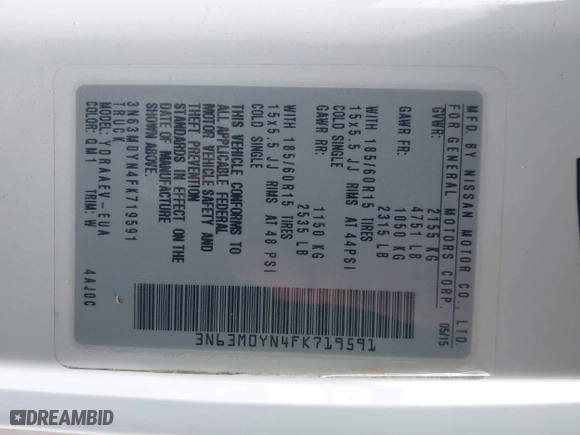 MFD. BY NISSAN MOTOR CO., LTD.
FOR GENERAL MOTORS CORP. 05/15
GVWR: 2155 KG 4751 LB
GAWR FR: 1050 KG 2315 LB
185/60R15 TIRES
15x5.5 JJ RIMS AT 44PSI
COLD SINGLE
GAWR RR: 1150 KG 2535 LB
185/60R15 TIRES
15x5.5 JJ RIMS AT 48 PSI
COLD SINGLE
THIS VEHICLE CONFORMS TO
ALL APPLICABLE FEDERAL
MOTOR VEHICLE SAFETY AND
THEFT PREVENTION
STANDARDS IN EFFECT ON THE
DATE OF MANUFACTURE
SHOWN ABOVE.
3N63M0YN4FK719591
TRUCK
MODEL: YDRAAEV-EUA
COLOR: QM1 TRIM: W 4AJ0C
3N63M0YN4FK719591
DREAMBID